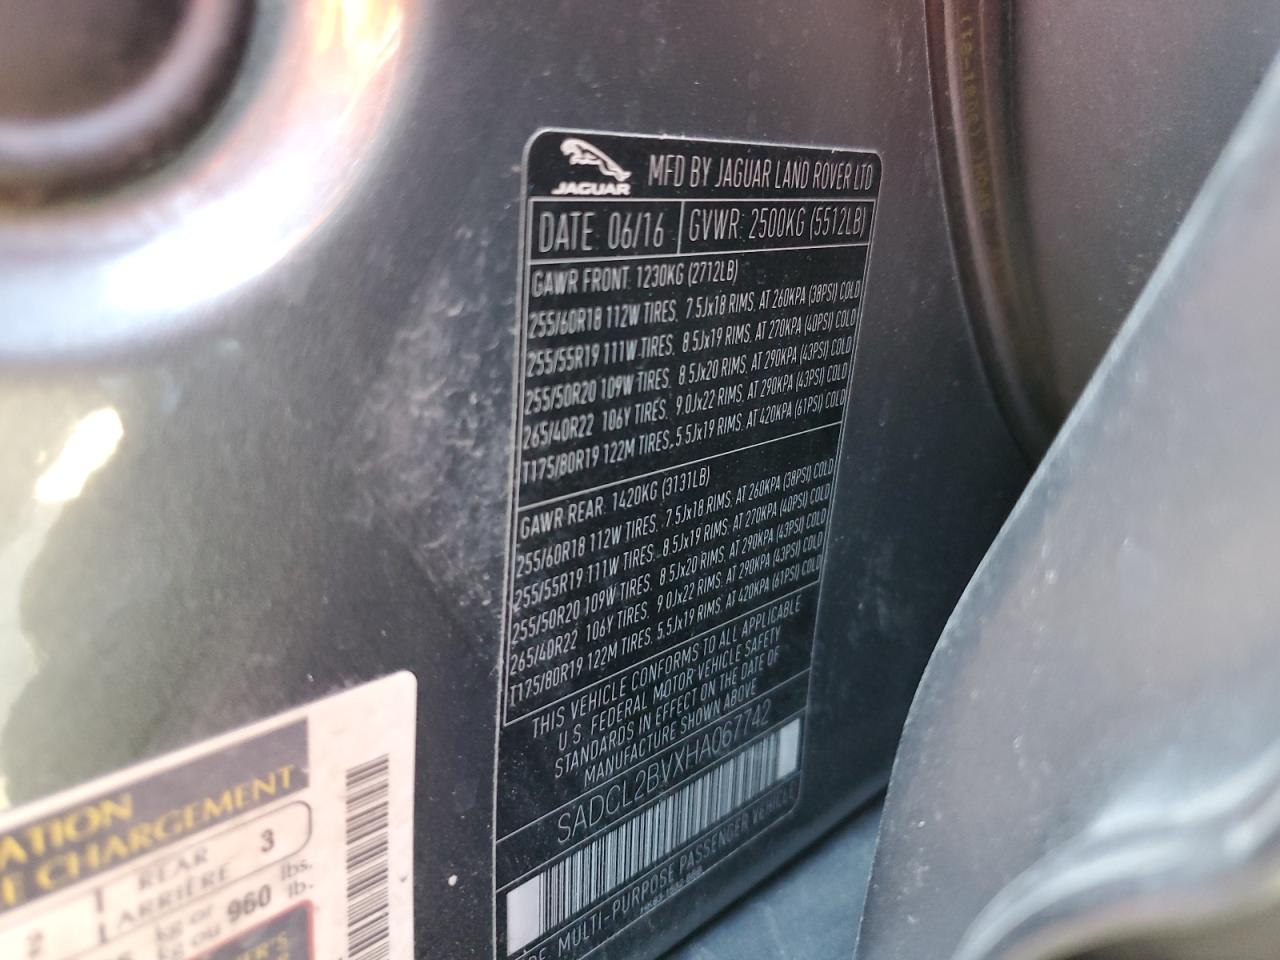 JAGUAR
MFD BY JAGUAR LAND ROVER LTD
DATE 06/16 GVWR: 2500KG (5512LB)
GAWR FRONT: 1230KG (2712LB)
255/60R18 112W TIRES, 7.5Jx18 RIMS, AT 260KPA (38PSI) COLD
255/55R19 111W TIRES, 8.5Jx19 RIMS, AT 270KPA (40PSI) COLD
255/50R20 109W TIRES, 8.5Jx20 RIMS, AT 290KPA (43PSI) COLD
265/40R22 106Y TIRES, 9.0Jx22 RIMS, AT 290KPA (43PSI) COLD
T175/80R19 122M TIRES, 5.5Jx19 RIMS, AT 420KPA (61PSI) COLD
GAWR REAR: 1420KG (3131LB)
255/60R18 112W TIRES, 7.5Jx18 RIMS, AT 260KPA (38PSI) COLD
255/55R19 111W TIRES, 8.5Jx19 RIMS, AT 270KPA (40PSI) COLD
255/50R20 109W TIRES, 8.5Jx20 RIMS, AT 290KPA (43PSI) COLD
265/40R22 106Y TIRES, 9.0Jx22 RIMS, AT 290KPA (43PSI) COLD
T175/80R19 122M TIRES, 5.5Jx19 RIMS, AT 420KPA (61PSI) COLD
THIS VEHICLE CONFORMS TO ALL APPLICABLE
U.S. FEDERAL MOTOR VEHICLE SAFETY
STANDARDS IN EFFECT ON THE DATE OF
MANUFACTURE SHOWN ABOVE
SADCL2BVXHA067742
MULTI-PURPOSE PASSENGER VEHICLE
ATION
E CHARGEMENT
2 REAR 3
ARRIÈRE
or lbs.
ou 960 lb.